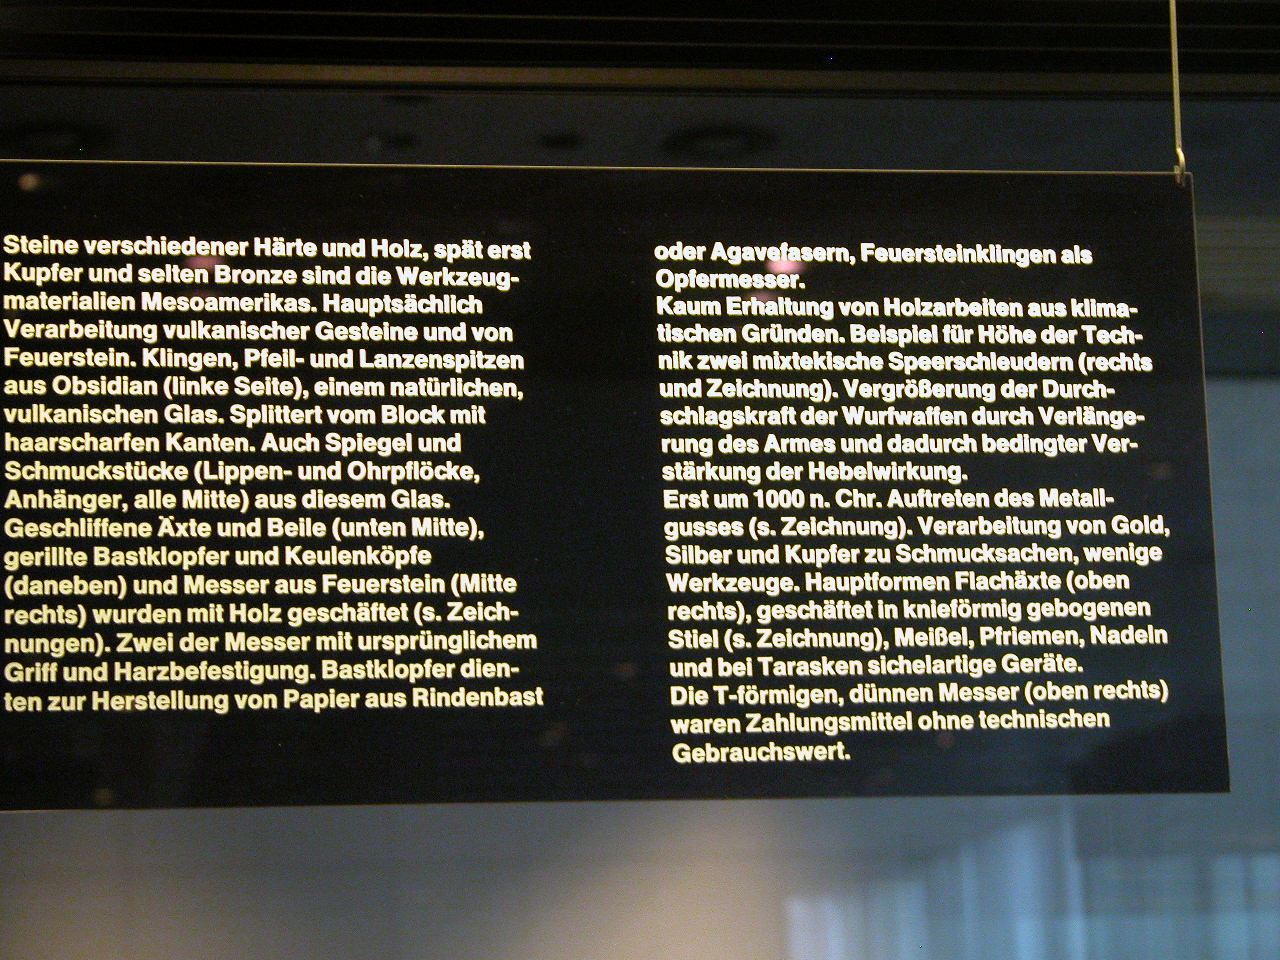 Steine verschiedener Härte und Holz, spät erst
Kupfer und selten Bronze sind die Werkzeug-
materialien Mesoamerikas. Hauptsächlich
Verarbeitung vulkanischer Gesteine und von
Feuerstein. Klingen, Pfeil- und Lanzenspitzen
aus Obsidian (linke Seite), einem natürlichen,
vulkanischen Glas. Splittert vom Block mit
haarscharfen Kanten. Auch Spiegel und
Schmuckstücke (Lippen- und Ohrpflöcke,
Anhänger, alle Mitte) aus diesem Glas.
Geschliffene Äxte und Beile (unten Mitte),
gerillte Bastklopfer und Keulenköpfe
(daneben) und Messer aus Feuerstein (Mitte
rechts) wurden mit Holz geschäftet (s. Zeich-
nungen). Zwei der Messer mit ursprünglichem
Griff und Harzbefestigung. Bastklopfer dien-
ten zur Herstellung von Papier aus Rindenbast
oder Agavefasern, Feuersteinklingen als
Opfermesser.
Kaum Erhaltung von Holzarbeiten aus klima-
tischen Gründen. Beispiel für Höhe der Tech-
nik zwei mixtekische Speerschleudern (rechts
und Zeichnung). Vergrößerung der Durch-
schlagskraft der Wurfwaffen durch Verlänge-
rung des Armes und dadurch bedingter Ver-
stärkung der Hebelwirkung.
Erst um 1000 n. Chr. Auftreten des Metall-
gusses (s. Zeichnung). Verarbeitung von Gold,
Silber und Kupfer zu Schmucksachen, wenige
Werkzeuge. Hauptformen Flachäxte (oben
rechts), geschäftet in knieförmig gebogenen
Stiel (s. Zeichnung), Meißel, Pfriemen, Nadeln
und bei Tarasken sichelartige Geräte.
Die T-förmigen, dünnen Messer (oben rechts)
waren Zahlungsmittel ohne technischen
Gebrauchswert.